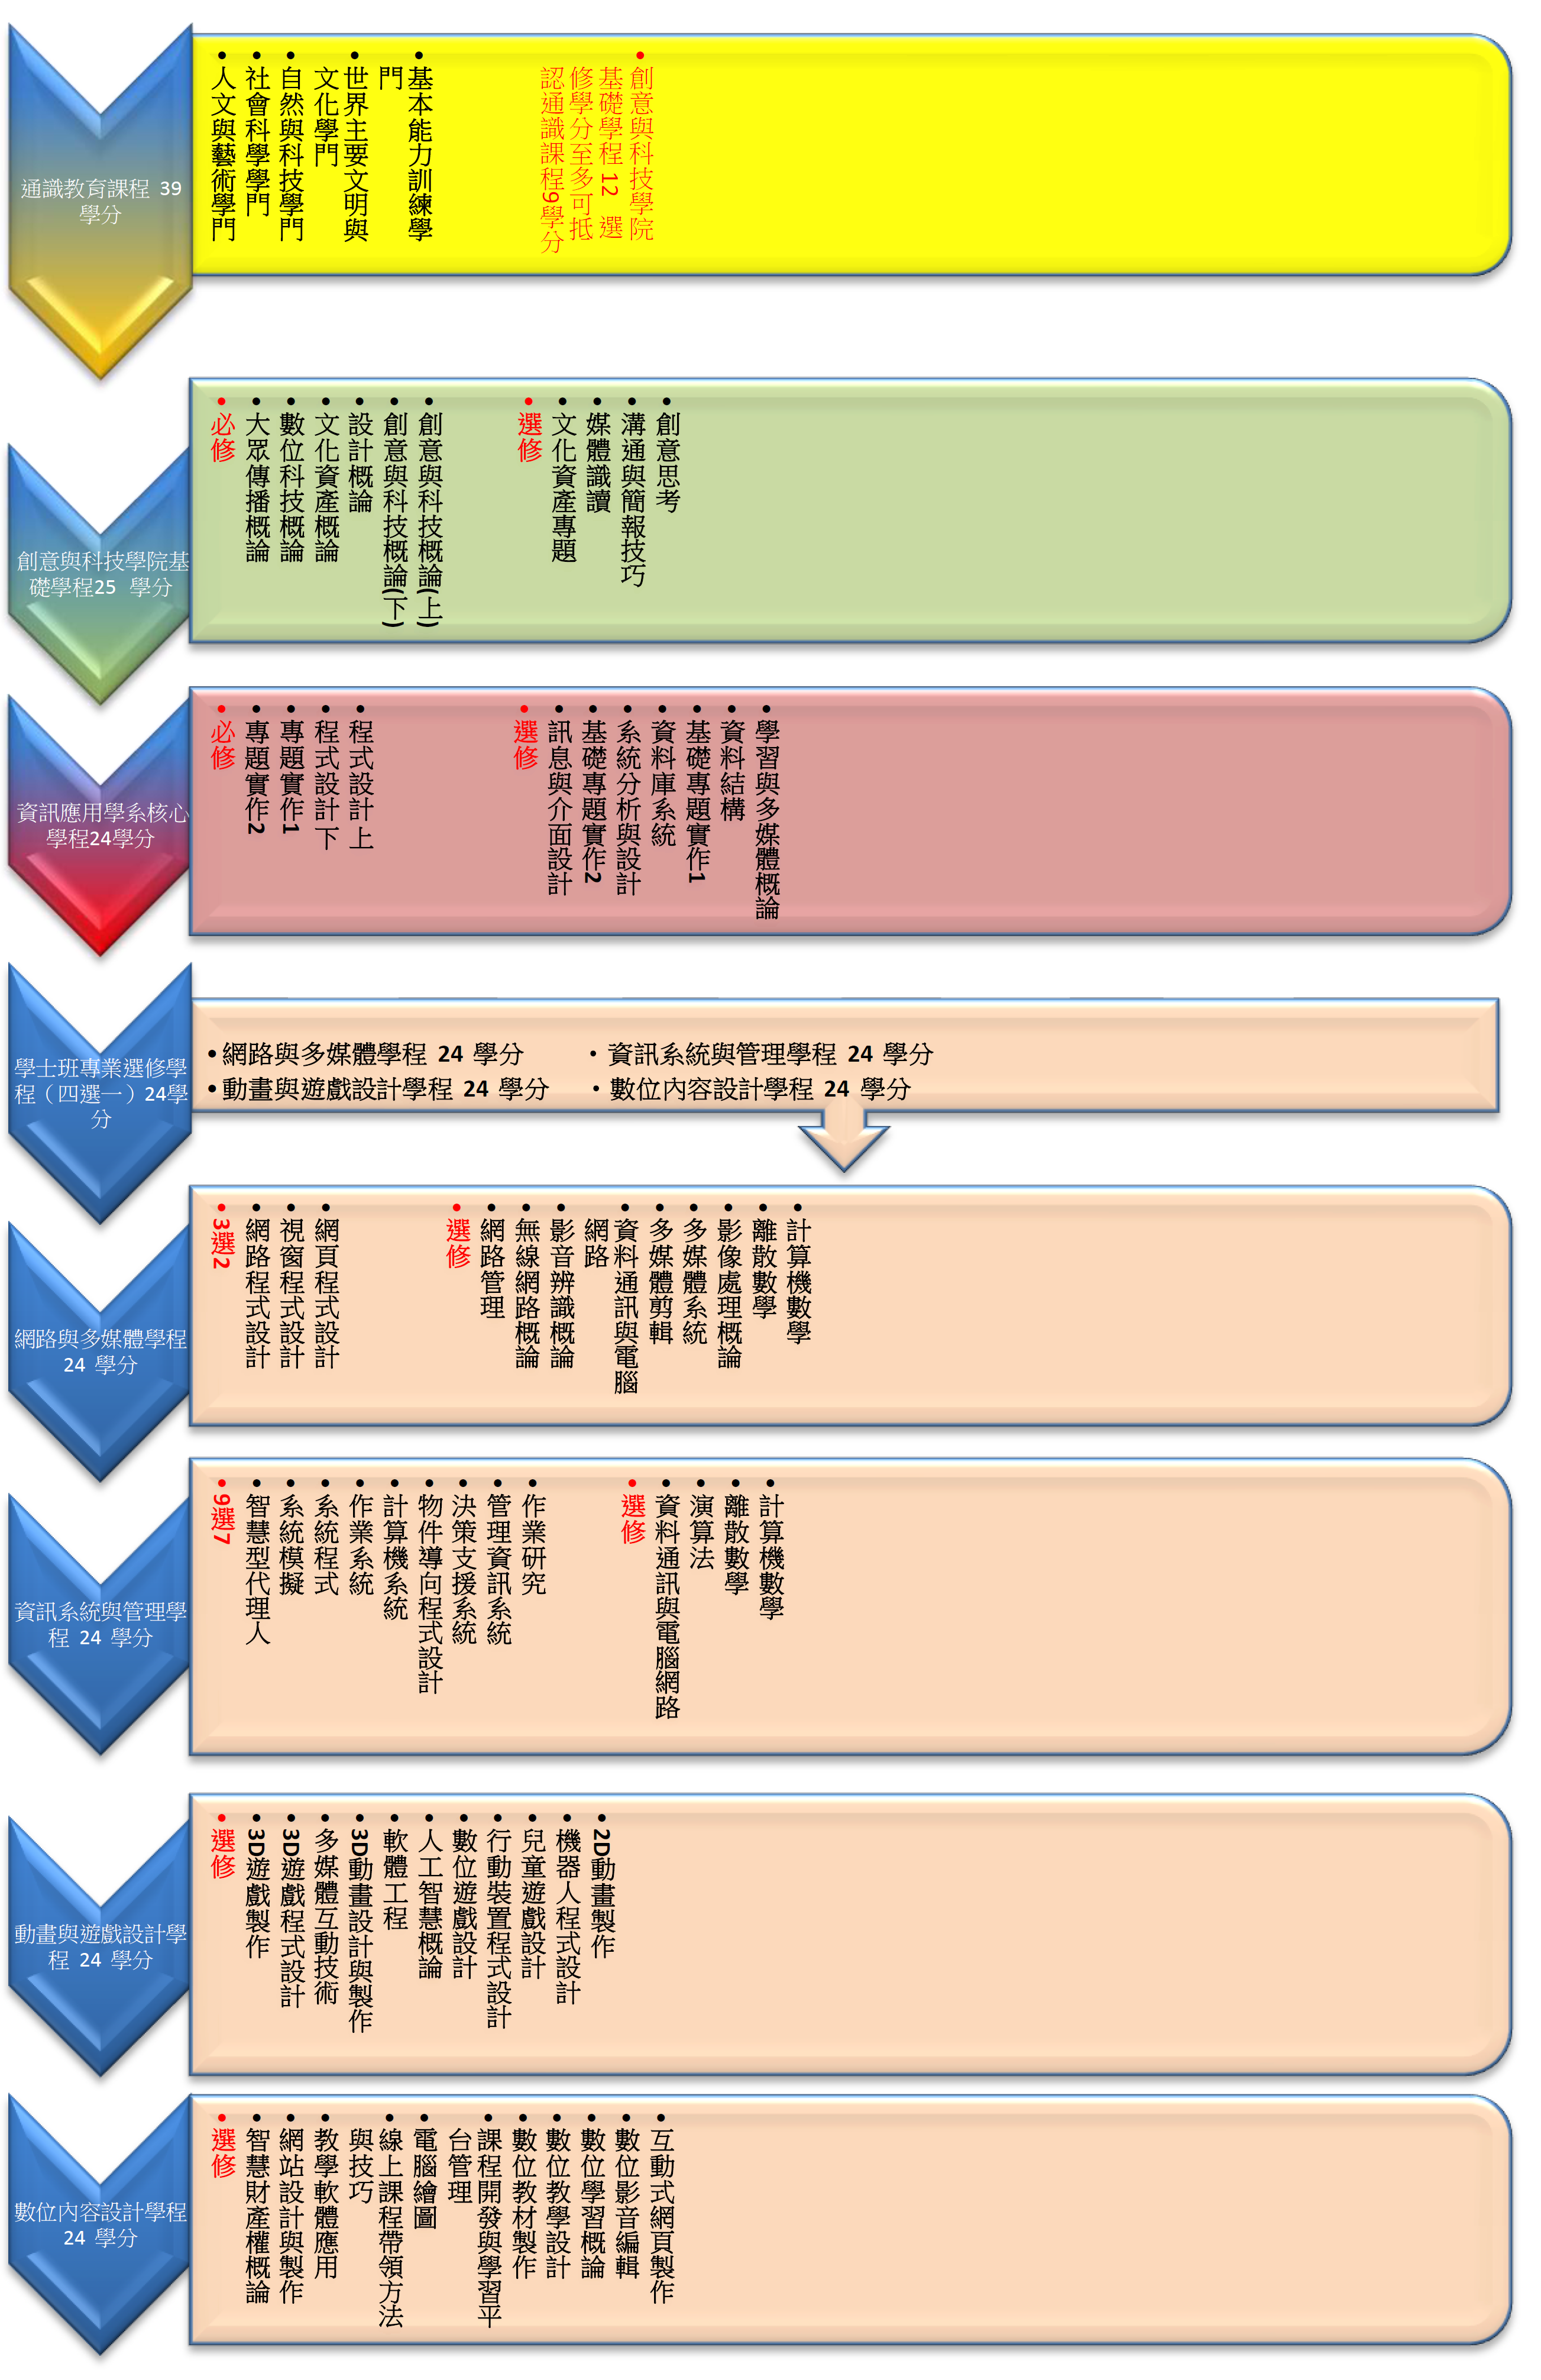 通識教育課程 39
學分
•創意與科技學院
基礎學程 12 選
修學分至多可抵
認通識課程9學分
•基本能力訓練學
門
•世界主要文明與
文化學門
•自然與科技學門
•社會科學學門
•人文與藝術學門
創意與科技學院基
礎學程25 學分
•創意思考
•溝通與簡報技巧
•媒體識讀
•文化資產專題
•選修
•創意與科技概論(上)
•創意與科技概論(下)
•設計概論
•文化資產概論
•數位科技概論
•大眾傳播概論
•必修
資訊應用學系核心
學程24學分
•學習與多媒體概論
•資料結構
•基礎專題實作1
•資料庫系統
•系統分析與設計
•基礎專題實作2
•訊息與介面設計
•選修
•程式設計 上
•程式設計 下
•專題實作1
•專題實作2
•必修
學士班專業選修學
程（四選一）24學
分
•網路與多媒體學程 24 學分 •資訊系統與管理學程 24 學分
•動畫與遊戲設計學程 24 學分 •數位內容設計學程 24 學分
網路與多媒體學程
24 學分
•計算機數學
•離散數學
•影像處理概論
•多媒體系統
•多媒體剪輯
•資料通訊與電腦
網路
•影音辨識概論
•無線網路概論
•網路管理
•選修
•網頁程式設計
•視窗程式設計
•網路程式設計
•3選2
資訊系統與管理學
程 24 學分
•計算機數學
•離散數學
•演算法
•資料通訊與電腦網路
•選修
•作業研究
•管理資訊系統
•決策支援系統
•物件導向程式設計
•計算機系統
•作業系統
•系統程式
•系統模擬
•智慧型代理人
•9選7
動畫與遊戲設計學
程 24 學分
•2D動畫製作
•機器人程式設計
•兒童遊戲設計
•行動裝置程式設計
•數位遊戲設計
•人工智慧概論
•軟體工程
•3D動畫設計與製作
•多媒體互動技術
•3D遊戲程式設計
•3D遊戲製作
•選修
數位內容設計學程
24 學分
•互動式網頁製作
•數位影音編輯
•數位學習概論
•數位教學設計
•數位教材製作
•課程開發與學習平
台管理
•電腦繪圖
•線上課程帶領方法
與技巧
•教學軟體應用
•網站設計與製作
•智慧財產權概論
•選修